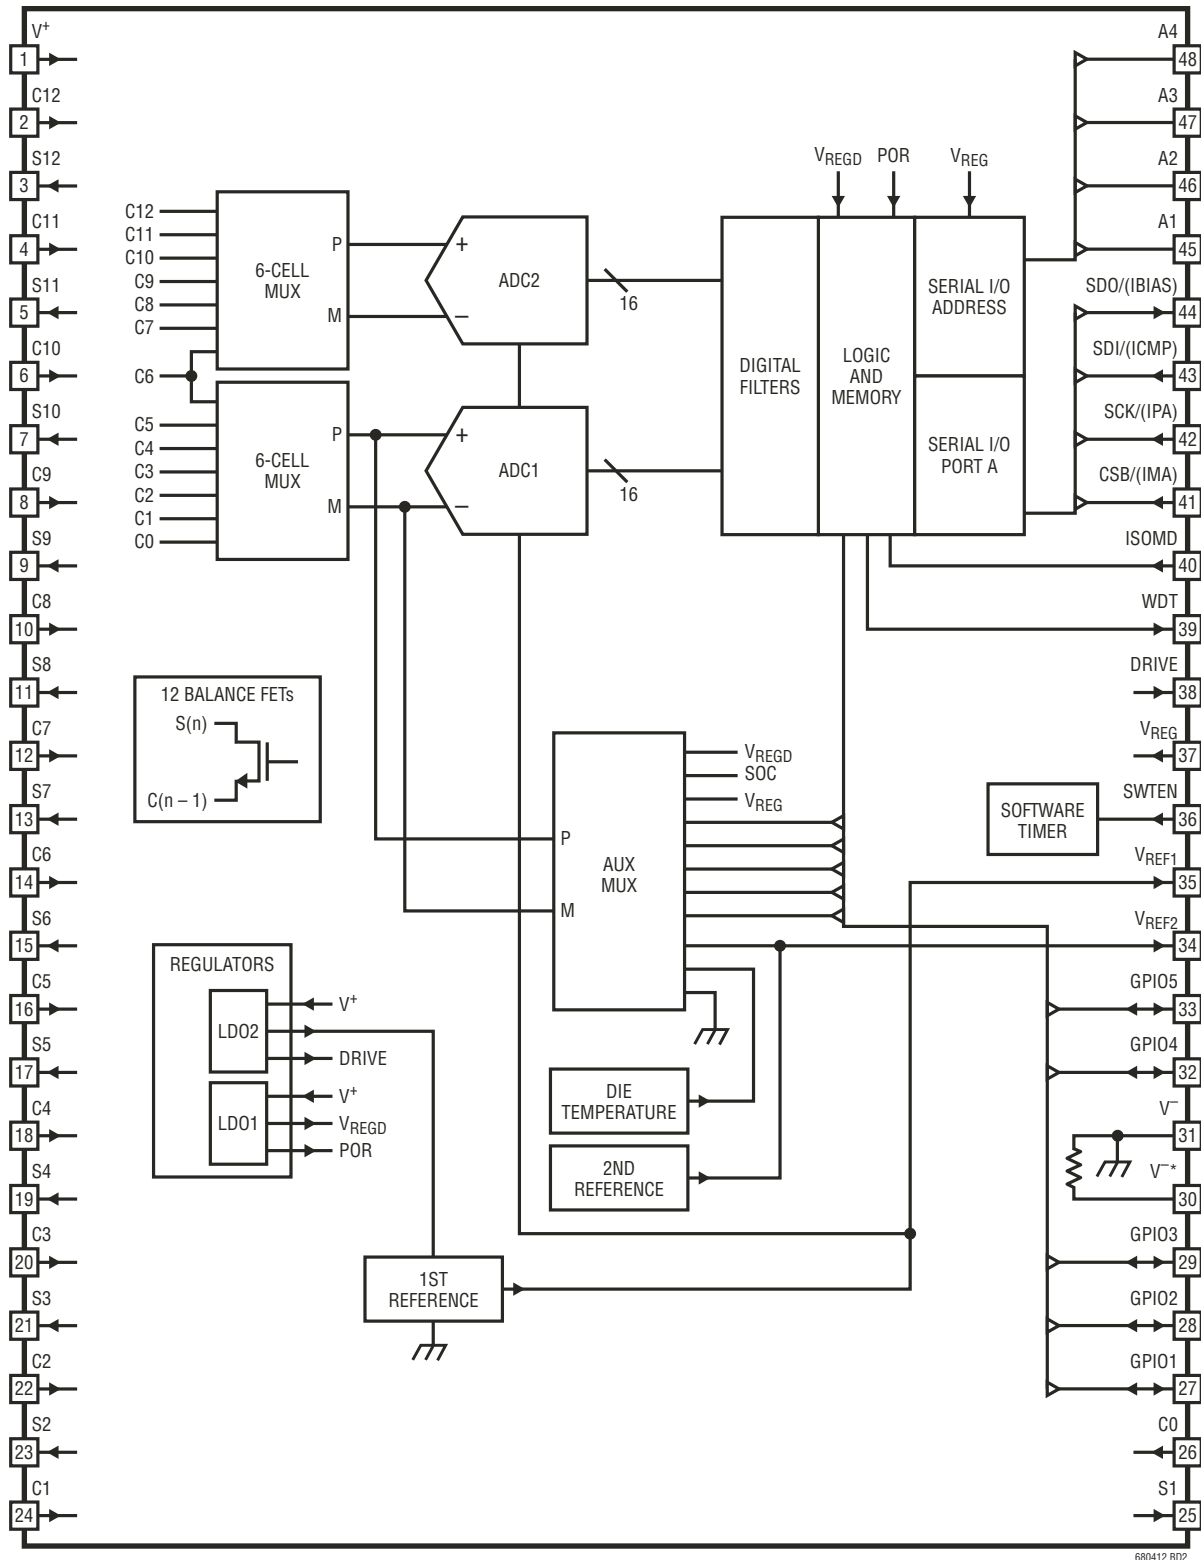 V+
1
C12
2
S12
3
C11
4
S11
5
C10
6
S10
7
C9
8
S9
9
C8
10
S8
11
C7
12
S7
13
C6
14
S6
15
C5
16
S5
17
C4
18
S4
19
C3
20
S3
21
C2
22
S2
23
C1
24
C12
C11
C10
C9
C8
C7
C6
C5
C4
C3
C2
C1
C0
6-CELL
MUX
P
M
6-CELL
MUX
P
M
+
−
ADC2
16
+
−
ADC1
16
VREGD
POR
VREG
DIGITAL
FILTERS
LOGIC
AND
MEMORY
SERIAL I/O
ADDRESS
SERIAL I/O
PORT A
12 BALANCE FETs
S(n)
C(n – 1)
P
M
AUX
MUX
VREGD
SOC
VREG
SOFTWARE
TIMER
REGULATORS
LDO2
V+
DRIVE
LDO1
V+
VREGD
POR
DIE
TEMPERATURE
2ND
REFERENCE
1ST
REFERENCE
A4
48
A3
47
A2
46
A1
45
SDO/(IBIAS)
44
SDI/(ICMP)
43
SCK/(IPA)
42
CSB/(IMA)
41
ISOMD
40
WDT
39
DRIVE
38
VREG
37
SWTEN
36
VREF1
35
VREF2
34
GPIO5
33
GPIO4
32
V–
31
V–*
30
GPIO3
29
GPIO2
28
GPIO1
27
C0
26
S1
25
680412 BD2